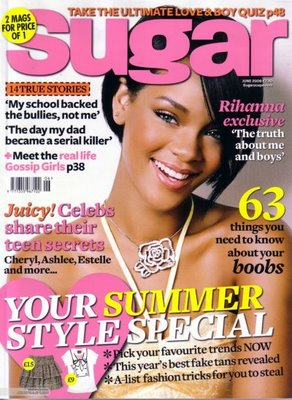 TAKE THE ULTIMATE LOVE & BOY QUIZ p48
2 MAGS
FOR PRICE
OF 1
Sugar
JUNE 2008
14 TRUE STORIES
'My school backed
the bullies, not me'
'The day my dad
became a serial killer'
+ Meet the real life
Gossip Girls p38
Rihanna
exclusive
'The truth
about me
and boys'
Juicy! Celebs
share their
teen secrets
Cheryl, Ashlee, Estelle
and more...
63
things you
need to know
about your
boobs
YOUR SUMMER
STYLE SPECIAL
£15
£9
* Pick your favourite trends NOW
* This year's best fake tans revealed
* A-list fashion tricks for you to steal